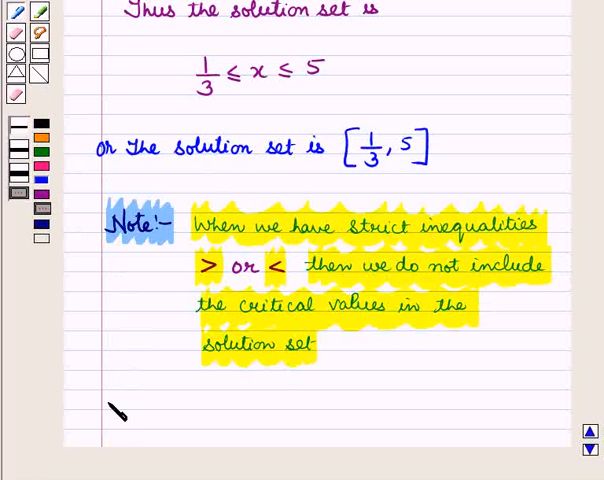 Thus the solution set is
1/3 ≤ x ≤ 5
or the solution set is [1/3, 5]
Note:- When we have strict inequalities
> or < then we do not include
the critical values in the
solution set